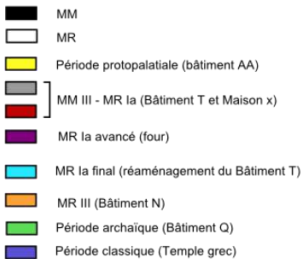 MM
MR
Période protopalatiale (bâtiment AA)
MM III - MR Ia (Bâtiment T et Maison x)
MR Ia avancé (four)
MR Ia final (réaménagement du Bâtiment T)
MR III (Bâtiment N)
Période archaïque (Bâtiment Q)
Période classique (Temple grec)